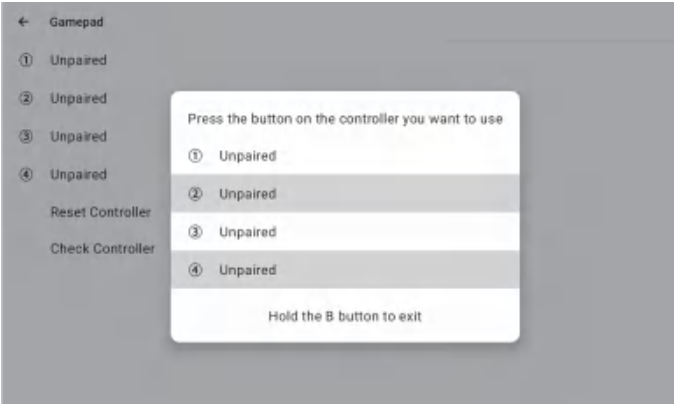 ← Gamepad
① Unpaired
② Unpaired
③ Unpaired
④ Unpaired
Reset Controller
Check Controller
Press the button on the controller you want to use
① Unpaired
② Unpaired
③ Unpaired
④ Unpaired
Hold the B button to exit